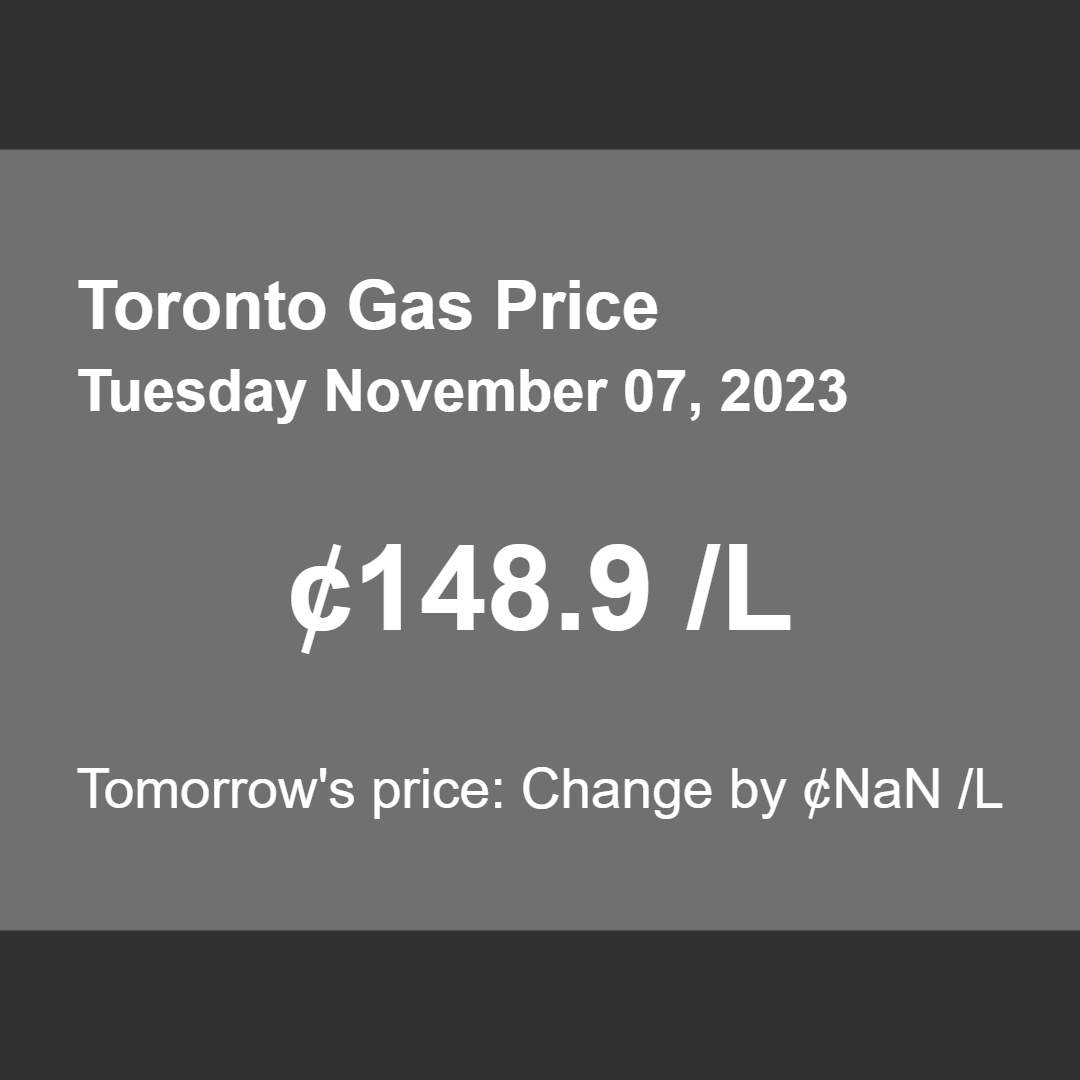 Toronto Gas Price
Tuesday November 07, 2023
¢148.9 /L
Tomorrow's price: Change by ¢NaN /L